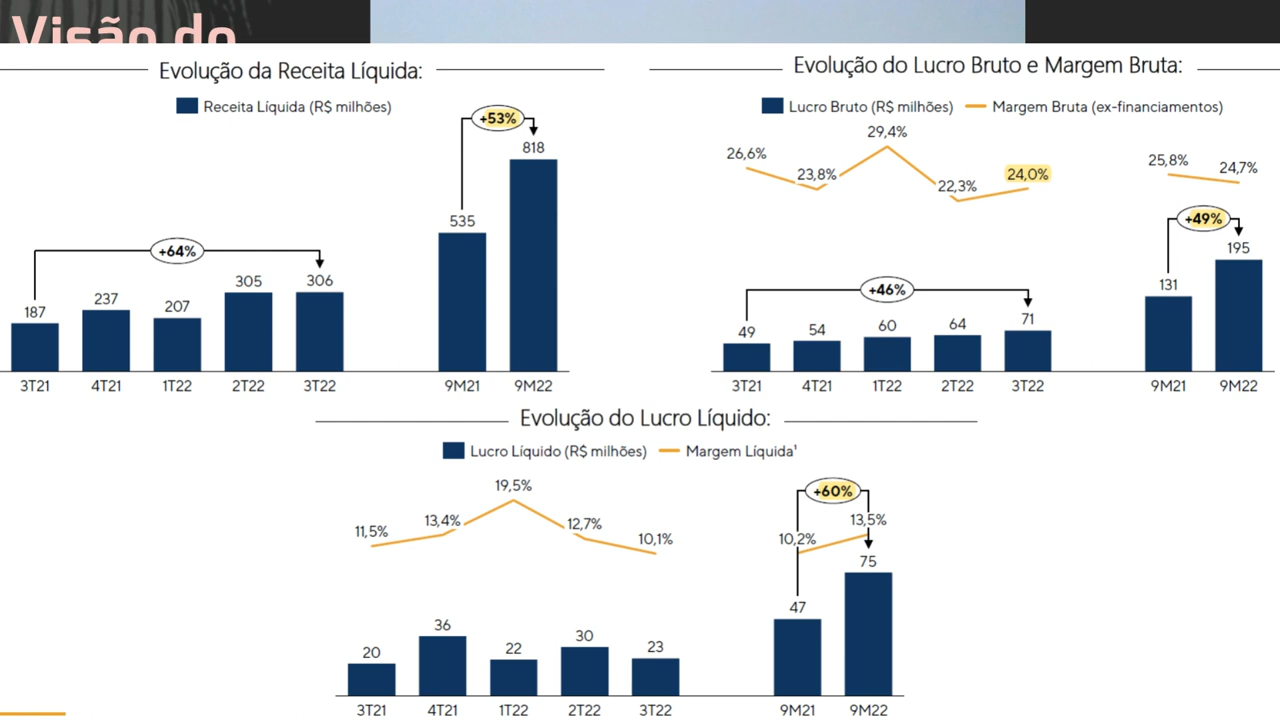 Visão do
Evolução da Receita Líquida:
Receita Líquida (R$ milhões)
+53%
818
535
+64%
187
237
207
305
306
3T21
4T21
1T22
2T22
3T22
9M21
9M22
Evolução do Lucro Bruto e Margem Bruta:
Lucro Bruto (R$ milhões)
Margem Bruta (ex-financiamentos)
26,6%
23,8%
29,4%
22,3%
24,0%
25,8%
24,7%
+49%
195
131
+46%
49
54
60
64
71
3T21
4T21
1T22
2T22
3T22
9M21
9M22
Evolução do Lucro Líquido:
Lucro Líquido (R$ milhões)
Margem Líquida¹
11,5%
13,4%
19,5%
12,7%
10,1%
+60%
10,2%
13,5%
75
47
20
36
22
30
23
3T21
4T21
1T22
2T22
3T22
9M21
9M22